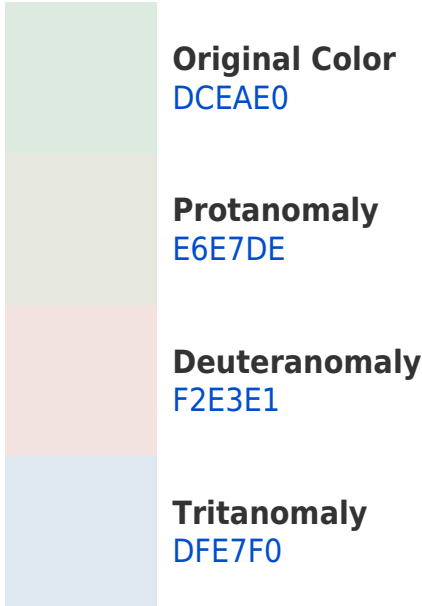 Original Color
DCEAE0
Protanomaly
E6E7DE
Deuteranomaly
F2E3E1
Tritanomaly
DFE7F0